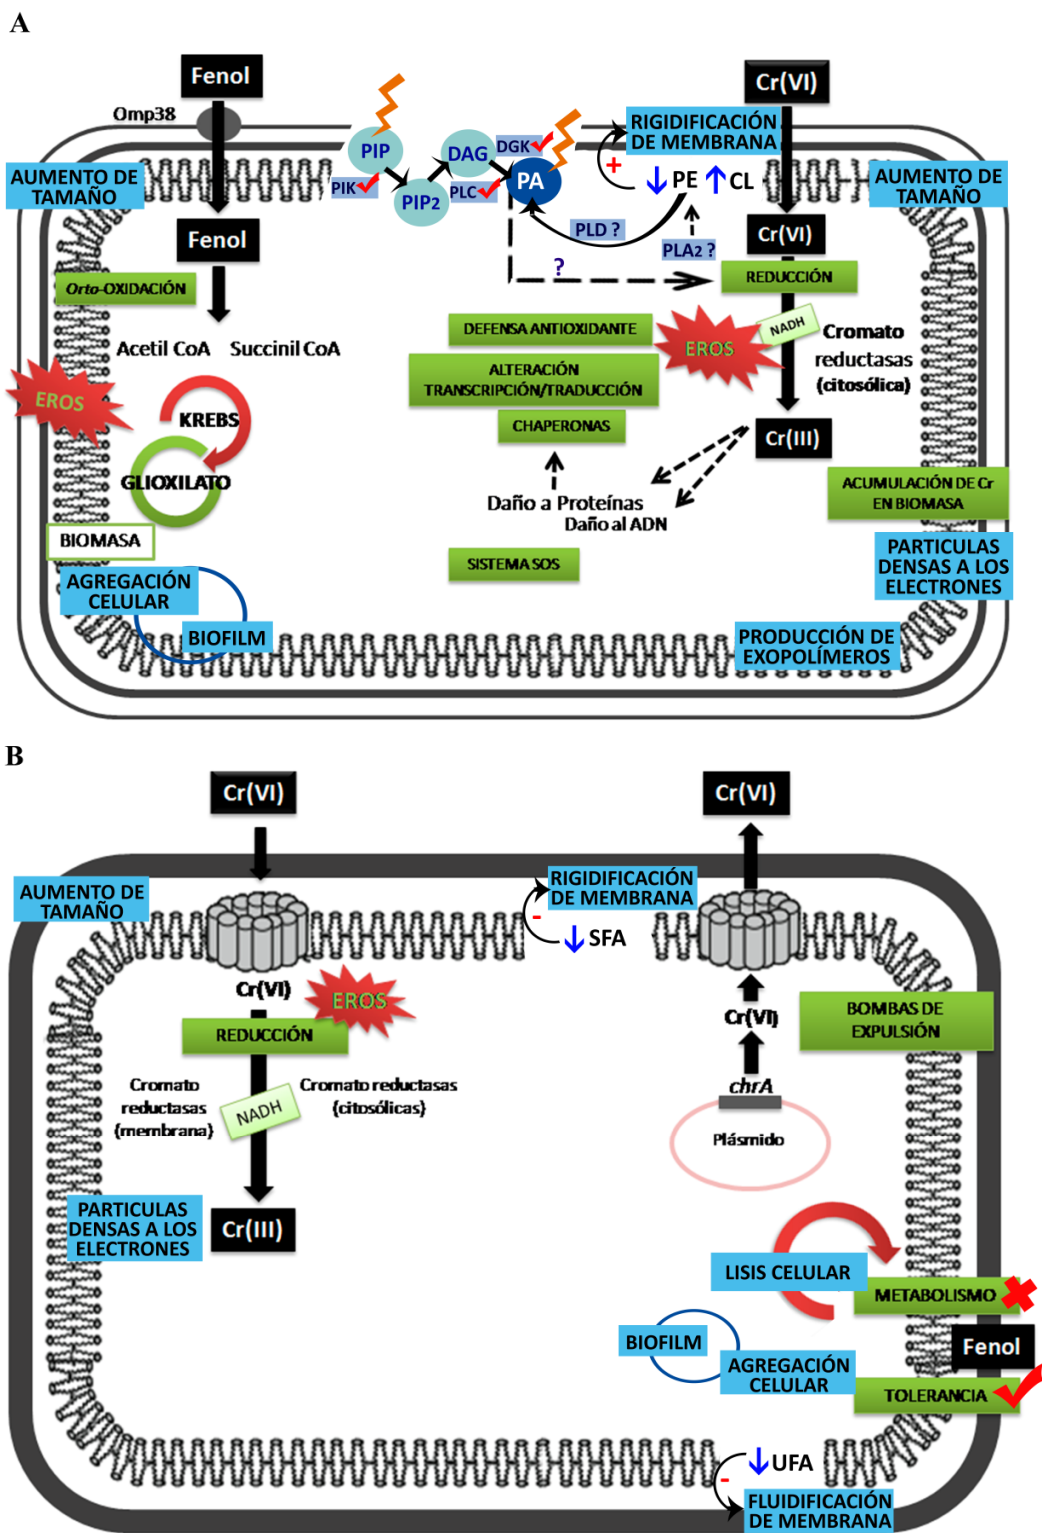 A
Fenol
Cr(VI)
Omp38
RIGIDIFICACIÓN
DE MEMBRANA
PIP
DAG
DGK
AUMENTO DE
TAMAÑO
PIK
PLC
PA
PIP2
+
PE
CL
AUMENTO DE
TAMAÑO
Fenol
PLD ?
PLA2 ?
Cr(VI)
?
REDUCCIÓN
Orto-OXIDACIÓN
NADH
DEFENSA ANTIOXIDANTE
EROS
Cromato
reductasas
(citosólica)
Acetil CoA
Succinil CoA
ALTERACIÓN
TRANSCRIPCIÓN/TRADUCCIÓN
EROS
KREBS
CHAPERONAS
Cr(III)
GLIOXILATO
ACUMULACIÓN DE Cr
EN BIOMASA
Daño a Proteínas
Daño al ADN
BIOMASA
PARTICULAS
DENSAS A LOS
ELECTRONES
SISTEMA SOS
AGREGACIÓN
CELULAR
BIOFILM
PRODUCCIÓN DE
EXOPOLÍMEROS
B
Cr(VI)
Cr(VI)
AUMENTO DE
TAMAÑO
RIGIDIFICACIÓN
DE MEMBRANA
-
SFA
Cr(VI)
EROS
Cr(VI)
BOMBAS DE
EXPULSIÓN
REDUCCIÓN
Cromato
reductasas
(membrana)
NADH
Cromato reductasas
(citosólicas)
chrA
Plásmido
PARTICULAS
DENSAS A LOS
ELECTRONES
Cr(III)
LISIS CELULAR
METABOLISMO
Fenol
BIOFILM
AGREGACIÓN
CELULAR
TOLERANCIA
UFA
-
FLUIDIFICACIÓN
DE MEMBRANA